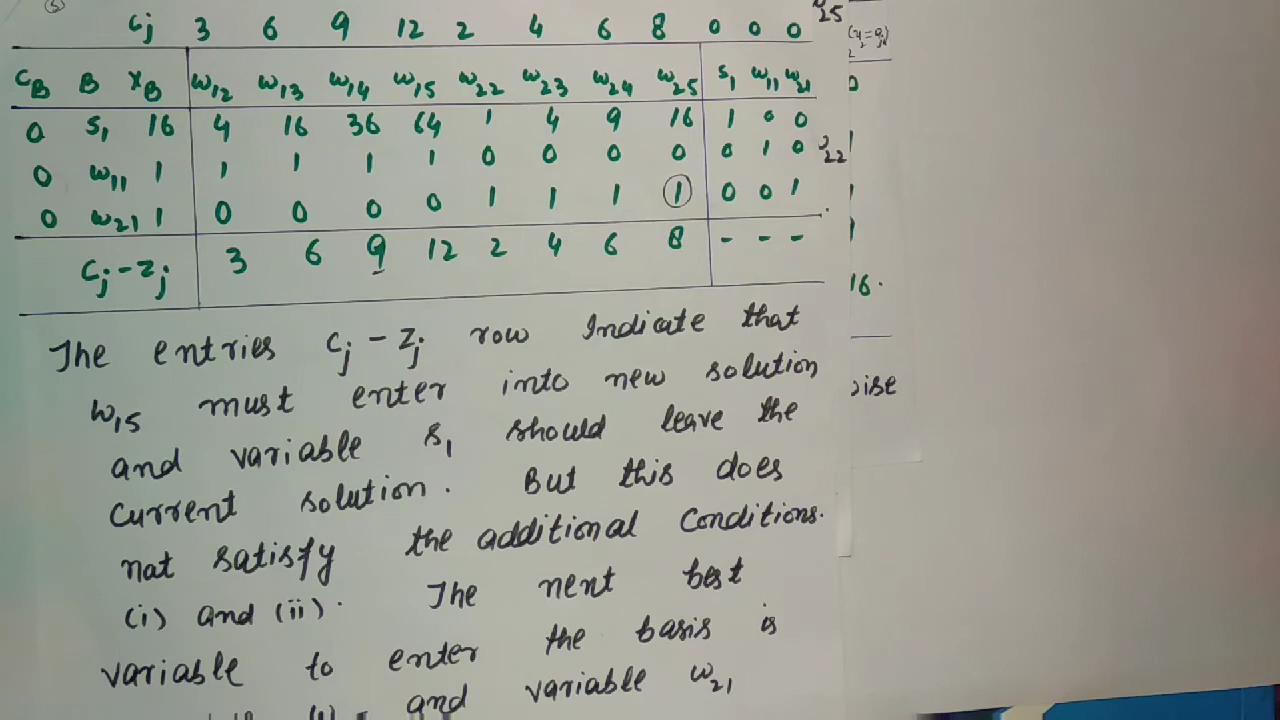 (5)
Cj 3 6 9 12 2 4 6 8 0 0 0
CB B XB w12 w13 w14 w15 w22 w23 w24 w25 s1 w11 w21
0 s1 16 4 16 36 64 1 4 9 16 1 0 0
0 w11 1 1 1 1 1 0 0 0 0 0 1 0
0 w21 1 0 0 0 0 1 1 1 1 0 0 1
Cj - Zj 3 6 9 12 2 4 6 8 - - -
The entries Cj - Zj row Indicate that
w15 must enter into new solution
and variable s1 should leave the
current solution. But this does
nat satisfy the additional Conditions.
(i) and (ii). The nent best
variable to enter the basis is
and variable w21
25
22
16.